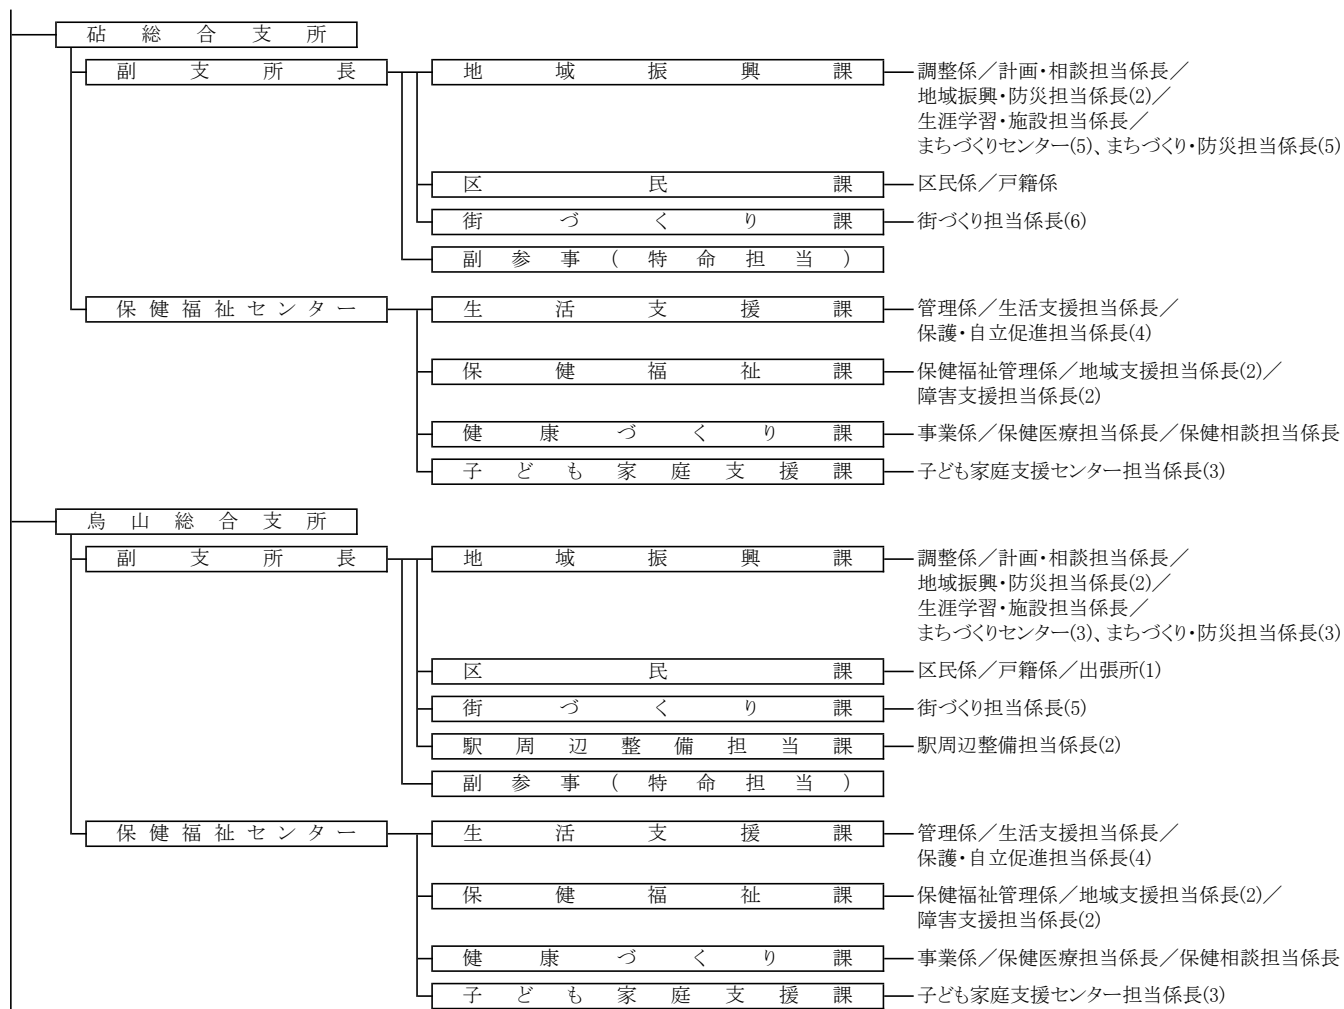 砧総合支所
副支所長
地域振興課
調整係／計画・相談担当係長／
地域振興・防災担当係長(2)／
生涯学習・施設担当係長／
まちづくりセンター(5)、まちづくり・防災担当係長(5)
区民課
区民係／戸籍係
街づくり課
街づくり担当係長(6)
副参事(特命担当)
保健福祉センター
生活支援課
管理係／生活支援担当係長／
保護・自立促進担当係長(4)
保健福祉課
保健福祉管理係／地域支援担当係長(2)／
障害支援担当係長(2)
健康づくり課
事業係／保健医療担当係長／保健相談担当係長
子ども家庭支援課
子ども家庭支援センター担当係長(3)
烏山総合支所
副支所長
地域振興課
調整係／計画・相談担当係長／
地域振興・防災担当係長(2)／
生涯学習・施設担当係長／
まちづくりセンター(3)、まちづくり・防災担当係長(3)
区民課
区民係／戸籍係／出張所(1)
街づくり課
街づくり担当係長(5)
駅周辺整備担当課
駅周辺整備担当係長(2)
副参事(特命担当)
保健福祉センター
生活支援課
管理係／生活支援担当係長／
保護・自立促進担当係長(4)
保健福祉課
保健福祉管理係／地域支援担当係長(2)／
障害支援担当係長(2)
健康づくり課
事業係／保健医療担当係長／保健相談担当係長
子ども家庭支援課
子ども家庭支援センター担当係長(3)